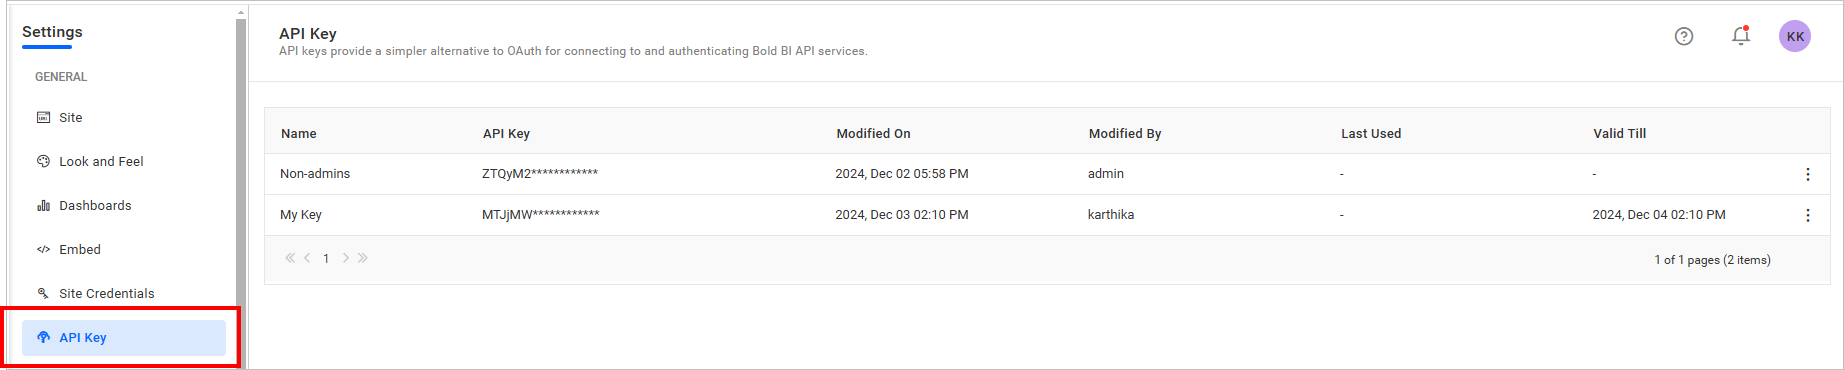 Settings
GENERAL
Site
Look and Feel
Dashboards
Embed
Site Credentials
API Key
API Key
API keys provide a simpler alternative to OAuth for connecting to and authenticating Bold BI API services.
KK
Name API Key Modified On Modified By Last Used Valid Till
Non-admins ZTQyM2************ 2024, Dec 02 05:58 PM admin - -
My Key MTJjMW************ 2024, Dec 03 02:10 PM karthika - 2024, Dec 04 02:10 PM
1
1 of 1 pages (2 items)